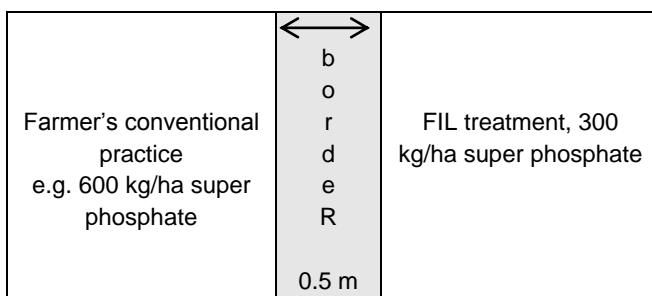 Farmer's conventional
practice
e.g. 600 kg/ha super
phosphate
b
o
r
d
e
R
0.5 m
FIL treatment, 300
kg/ha super phosphate